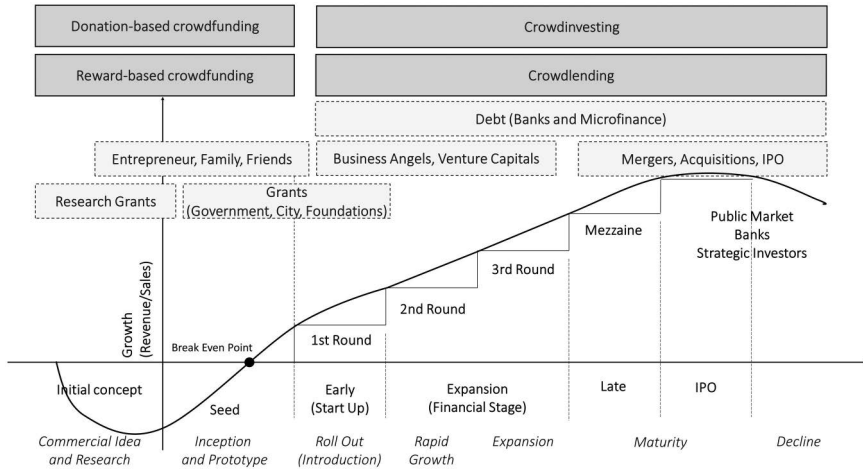 Donation-based crowdfunding
Crowdinvesting
Reward-based crowdfunding
Crowdlending
Debt (Banks and Microfinance)
Entrepreneur, Family, Friends
Business Angels, Venture Capitals
Mergers, Acquisitions, IPO
Research Grants
Grants
(Government, City, Foundations)
Public Market
Banks
Strategic Investors
Mezzaine
3rd Round
2nd Round
1st Round
Growth
(Revenue/Sales)
Break Even Point
Initial concept
Seed
Early
(Start Up)
Expansion
(Financial Stage)
Late
IPO
Commercial Idea
and Research
Inception
and Prototype
Roll Out
(Introduction)
Rapid
Growth
Expansion
Maturity
Decline